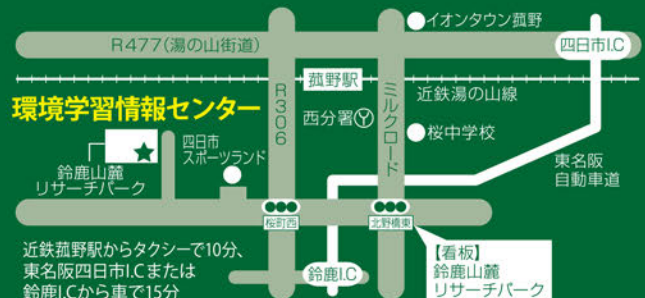 イオンタウン菰野
R477(湯の山街道)
四日市I.C
菰野駅
近鉄湯の山線
環境学習情報センター
R306
ミルクロード
西分署
桜中学校
四日市
スポーツランド
鈴鹿山麓
リサーチパーク
東名阪
自動車道
桜町西
北野橋東
近鉄菰野駅からタクシーで10分、
東名阪四日市I.Cまたは
鈴鹿I.Cから車で15分
鈴鹿I.C
【看板】
鈴鹿山麓
リサーチパーク